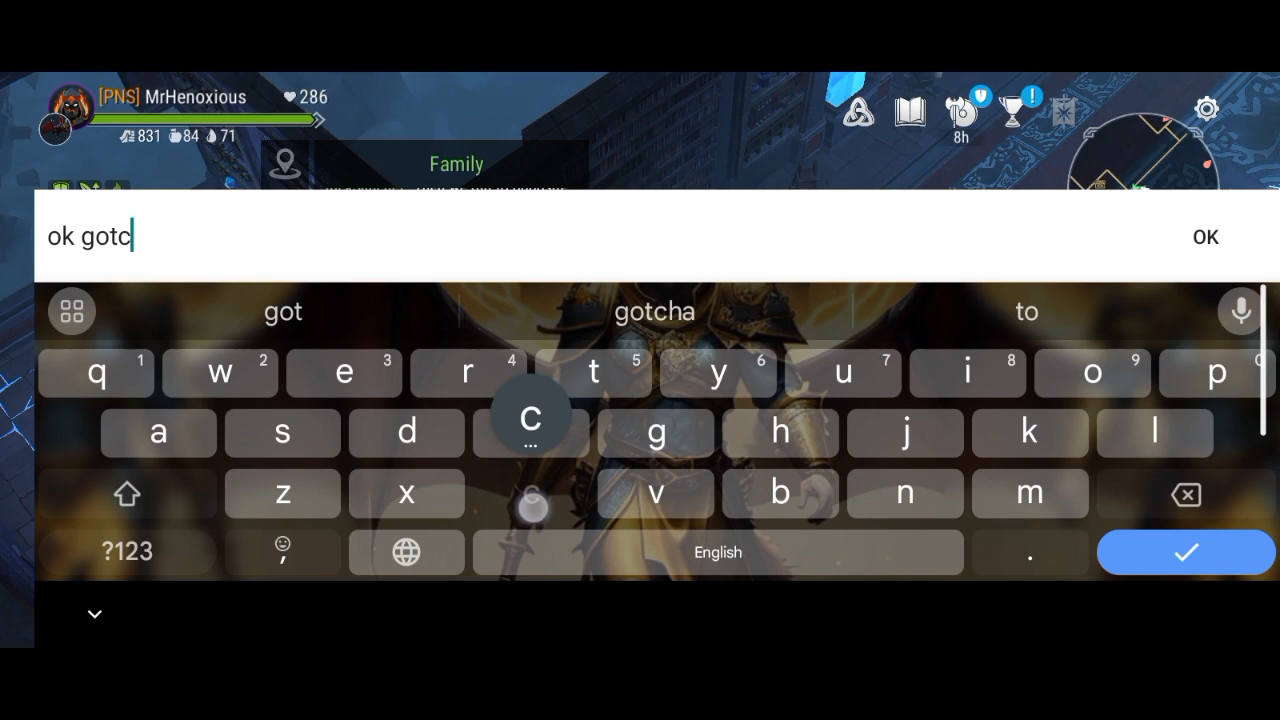 [PNS] MrHenoxious 286
831 84 71
8h
Family
ok gotc
OK
got gotcha to
q 1 w 2 e 3 r 4 t 5 y 6 u 7 i 8 o 9 p
c
a s d g h j k l
z x v b n m
?123 , English .